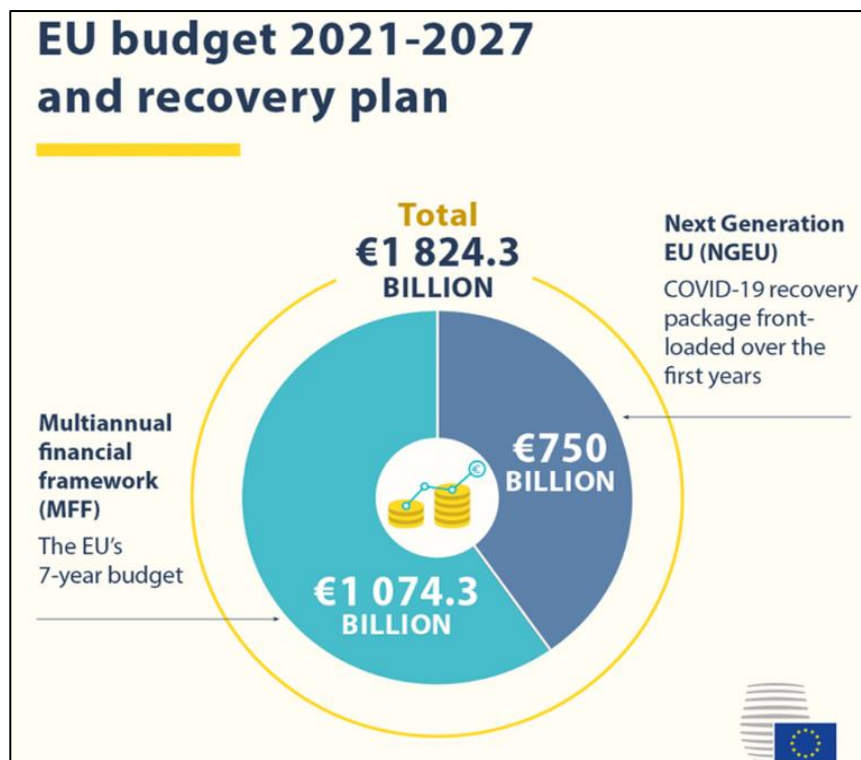 EU budget 2021-2027
and recovery plan
Total
€1 824.3
BILLION
Next Generation
EU (NGEU)
COVID-19 recovery
package front-
loaded over the
first years
€750
BILLION
Multiannual
financial
framework
(MFF)
The EU’s
7-year budget
€1 074.3
BILLION
€